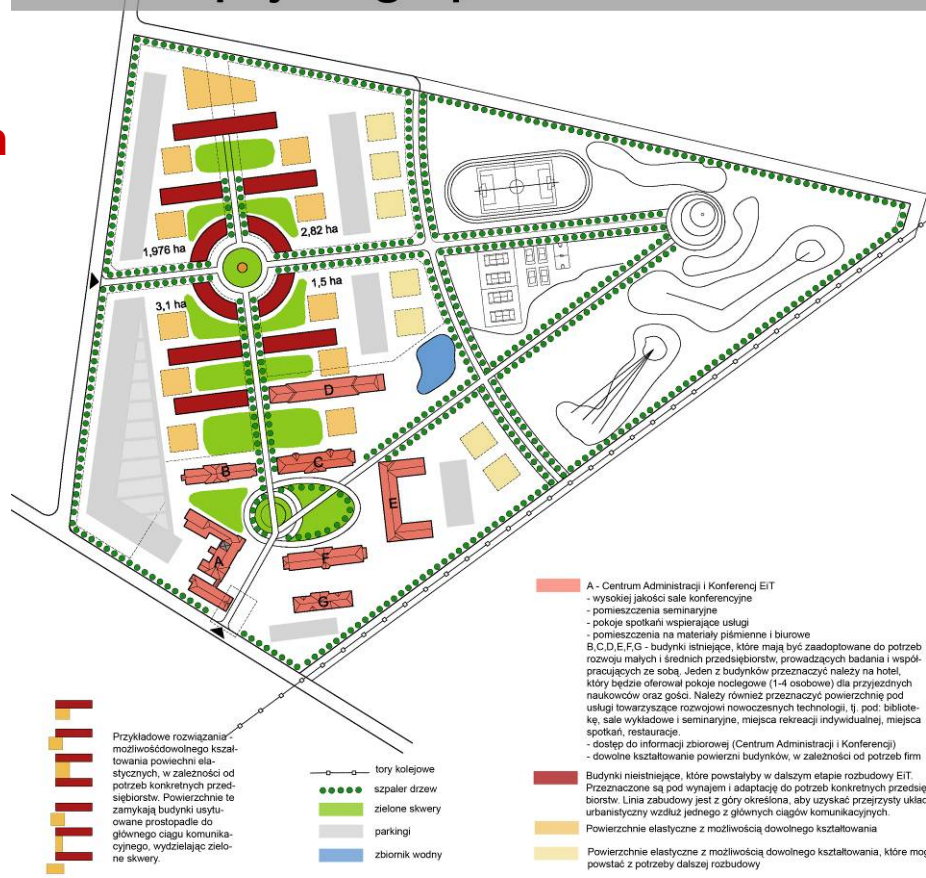 1,976 ha
2,82 ha
3,1 ha
1,5 ha
D
B
C
E
A
F
G
Przykładowe rozwiązania -
możliwośćdowolnego kszał-
towania powiechni ela-
stycznych, w zależności od
potrzeb konkretnych przed-
siębiorstw. Powierzchnie te
zamykają budynki usytu-
owane prostopadle do
głównego ciągu komunika-
cyjnego, wydzielając zielo-
ne skwery.
tory kolejowe
szpaler drzew
zielone skwery
parkingi
zbiornik wodny
A - Centrum Administracji i Konferencj EiT
- wysokiej jakości sale konferencyjne
- pomieszczenia seminaryjne
- pokoje spotkań wspierające usługi
- pomieszczenia na materiały piśmienne i biurowe
B,C,D,E,F,G - budynki istniejące, które mają być zaadoptowane do potrzeb
rozwoju małych i średnich przedsiębiorstw, prowadzących badania i współ-
pracujących ze sobą. Jeden z budynków przeznaczyć należy na hotel,
który będzie oferował pokoje noclegowe (1-4 osobowe) dla przyjezdnych
naukowców oraz gości. Należy również przeznaczyć powierzchnię pod
usługi towarzyszące rozwojowi nowoczesnych technologii, tj. pod: bibliote-
kę, sale wykładowe i seminaryjne, miejsca rekreacji indywidualnej, miejsca
spotkań, restauracje.
- dostęp do informacji zbiorowej (Centrum Administracji i Konferencji)
- dowolne kształtowanie powierzni budynków, w zależności od potrzeb firm
Budynki nieistniejące, które powstałyby w dalszym etapie rozbudowy EiT.
Przeznaczone są pod wynajem i adaptację do potrzeb konkretnych przedsię
biorstw. Linia zabudowy jest z góry określona, aby uzyskać przejrzysty układ
urbanistyczny wzdłuż jednego z głównych ciągów komunikacyjnych.
Powierzchnie elastyczne z możliwością dowolnego kształtowania
Powierzchnie elastyczne z możliwością dowolnego kształtowania, które mog
powstać z potrzeby dalszej rozbudowy